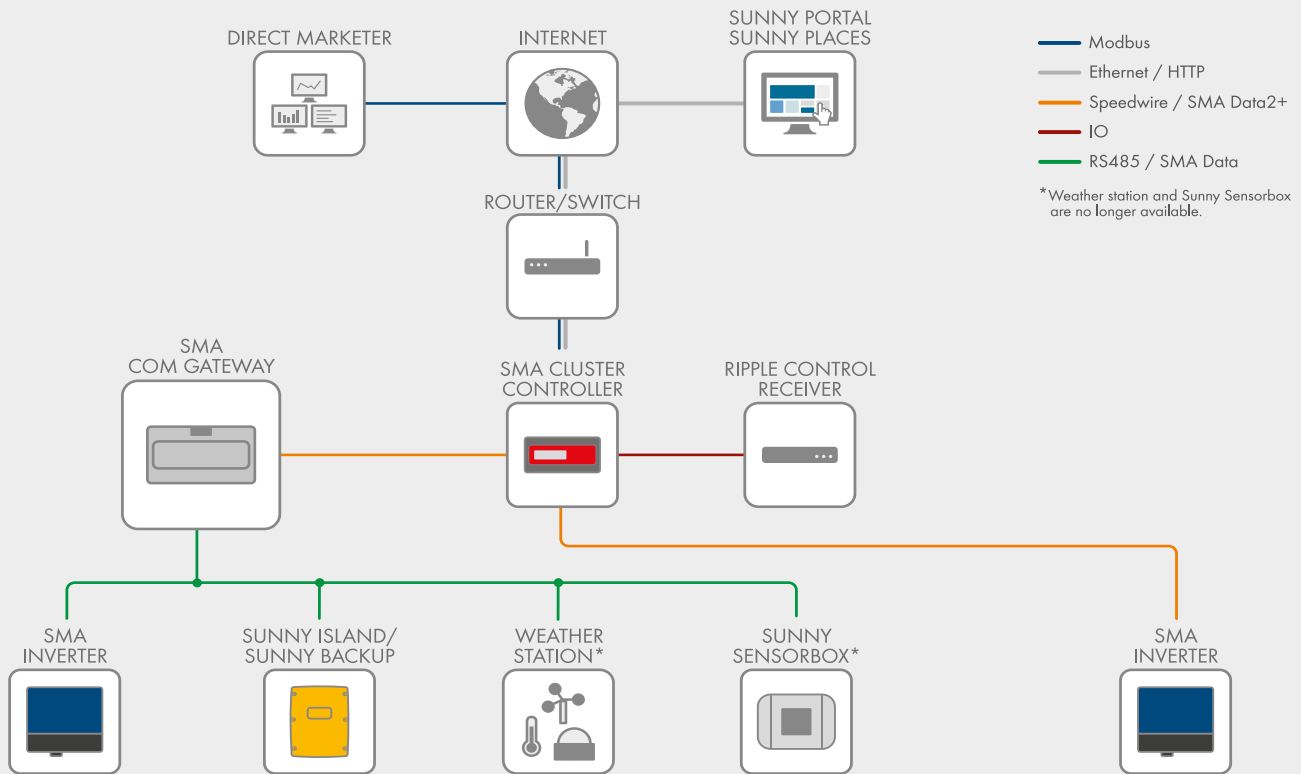 DIRECT MARKETER
INTERNET
SUNNY PORTAL
SUNNY PLACES
Modbus
Ethernet / HTTP
Speedwire / SMA Data2+
IO
RS485 / SMA Data
*Weather station and Sunny Sensorbox
are no longer available.
ROUTER/SWITCH
SMA
COM GATEWAY
SMA CLUSTER
CONTROLLER
RIPPLE CONTROL
RECEIVER
SMA
INVERTER
SUNNY ISLAND/
SUNNY BACKUP
WEATHER
STATION*
SUNNY
SENSORBOX*
SMA
INVERTER